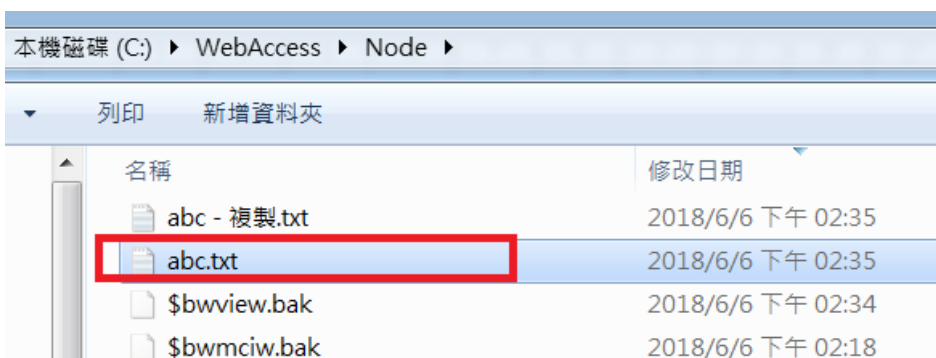 本機磁碟 (C:) ▸ WebAccess ▸ Node ▸
列印 新增資料夾
名稱 修改日期
abc - 複製.txt 2018/6/6 下午 02:35
abc.txt 2018/6/6 下午 02:35
$bwview.bak 2018/6/6 下午 02:34
$bwmciw.bak 2018/6/6 下午 02:18